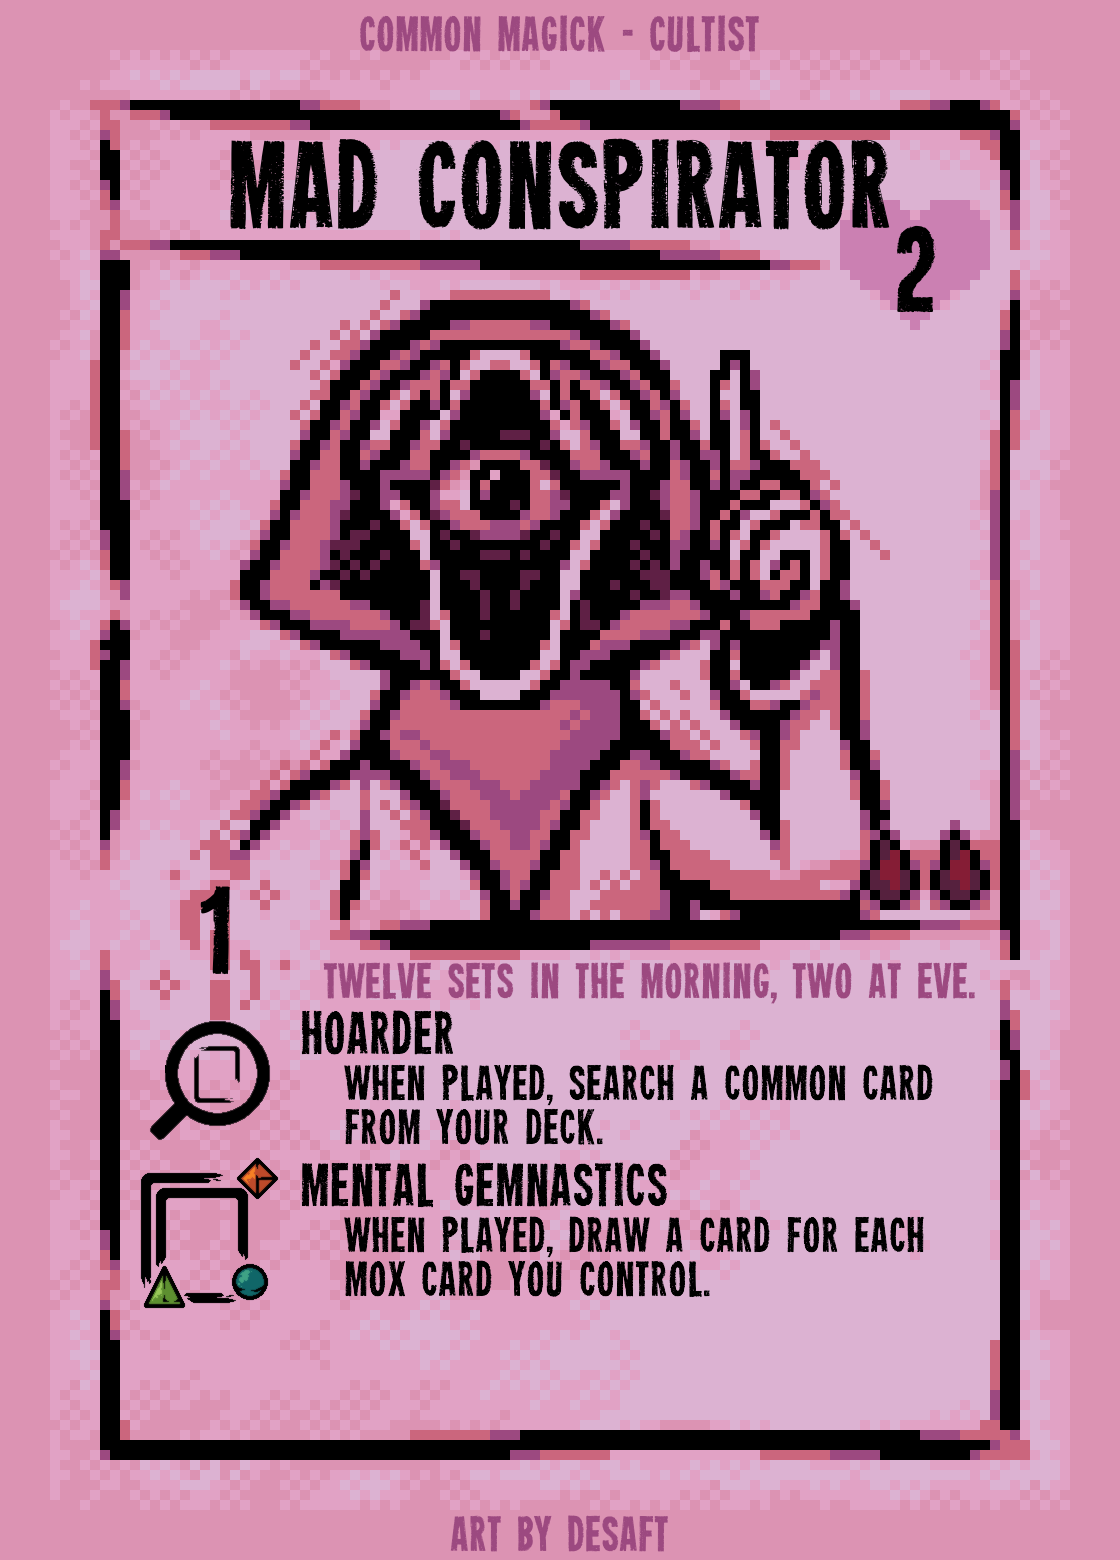 COMMON MAGICK - CULTIST
MAD CONSPIRATOR
2
1
TWELVE SETS IN THE MORNING, TWO AT EVE.
HOARDER
WHEN PLAYED, SEARCH A COMMON CARD
FROM YOUR DECK.
MENTAL GEMNASTICS
WHEN PLAYED, DRAW A CARD FOR EACH
MOX CARD YOU CONTROL.
ART BY DESAFT